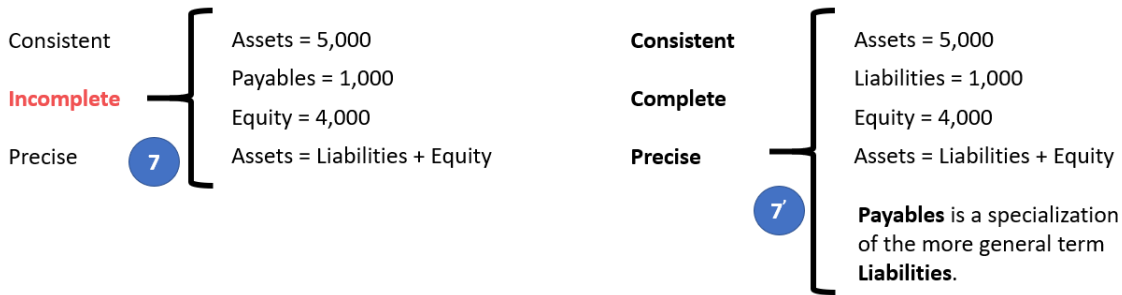 Consistent
Incomplete
Precise
7
Assets = 5,000
Payables = 1,000
Equity = 4,000
Assets = Liabilities + Equity
Consistent
Complete
Precise
7′
Assets = 5,000
Liabilities = 1,000
Equity = 4,000
Assets = Liabilities + Equity
Payables is a specialization
of the more general term
Liabilities.